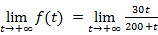 lim t→+∞ f(t) = lim t→+∞ 30t/(200+t)